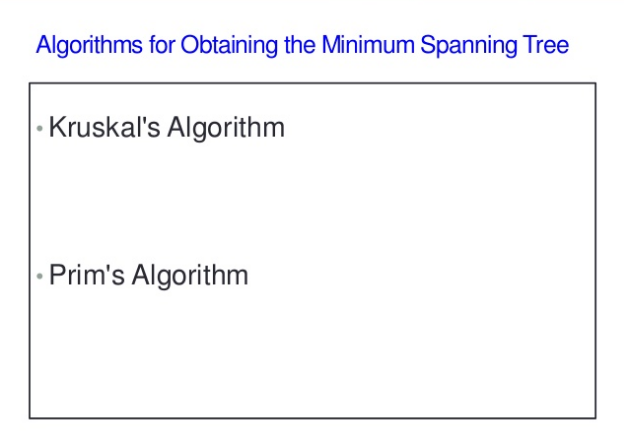 Algorithms for Obtaining the Minimum Spanning Tree
• Kruskal's Algorithm
• Prim's Algorithm